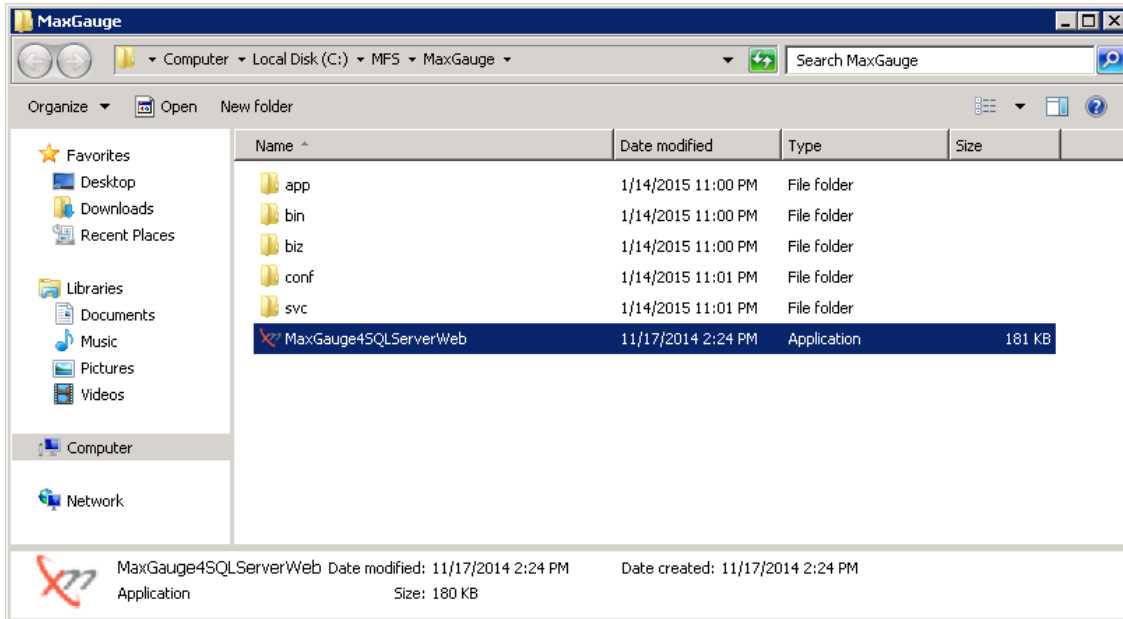 MaxGauge
Computer Local Disk (C:) MFS MaxGauge Search MaxGauge
Organize Open New folder
Favorites
Desktop
Downloads
Recent Places
Libraries
Documents
Music
Pictures
Videos
Computer
Network
Name Date modified Type Size
app 1/14/2015 11:00 PM File folder
bin 1/14/2015 11:00 PM File folder
biz 1/14/2015 11:00 PM File folder
conf 1/14/2015 11:01 PM File folder
svc 1/14/2015 11:01 PM File folder
MaxGauge4SQLServerWeb 11/17/2014 2:24 PM Application 181 KB
MaxGauge4SQLServerWeb Date modified: 11/17/2014 2:24 PM Date created: 11/17/2014 2:24 PM
Application Size: 180 KB